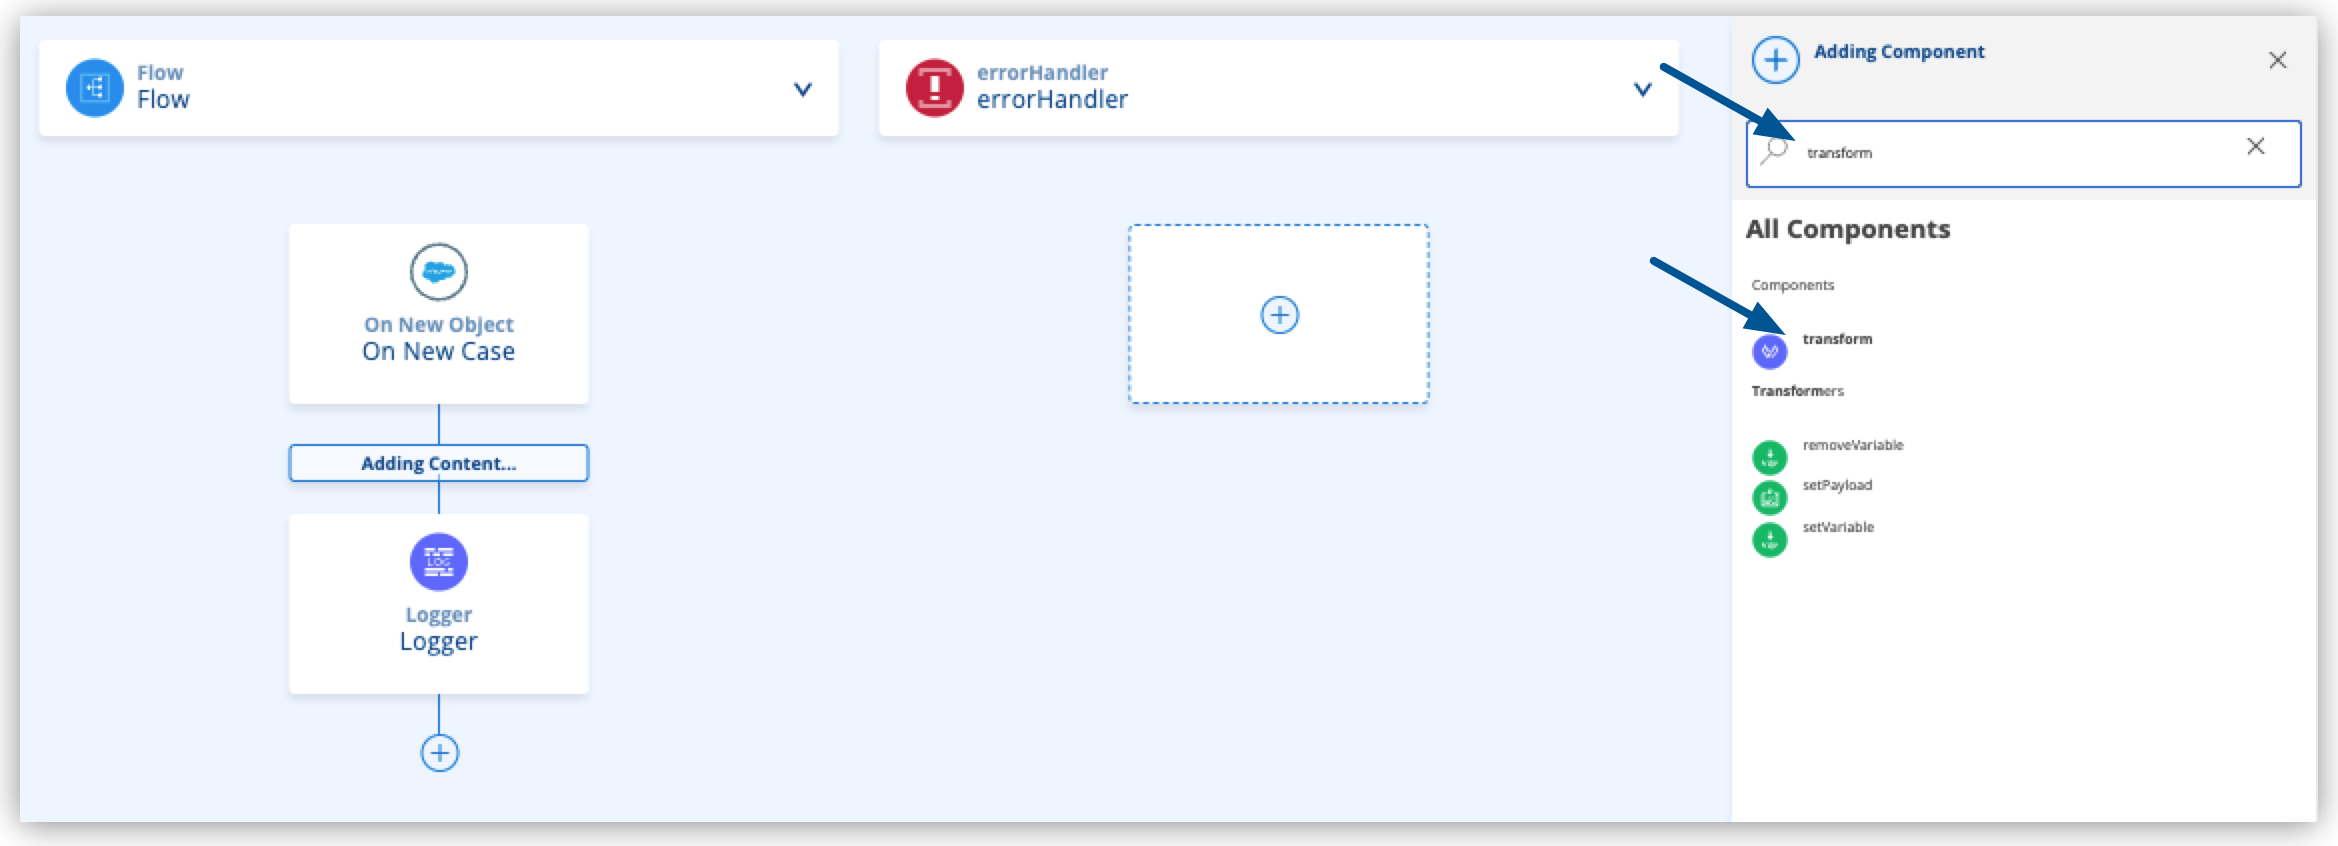 Flow
Flow
errorHandler
errorHandler
On New Object
On New Case
Adding Content...
LOG
Logger
Logger
Adding Component
transform
All Components
Components
transform
Transformers
removeVariable
setPayload
setVariable